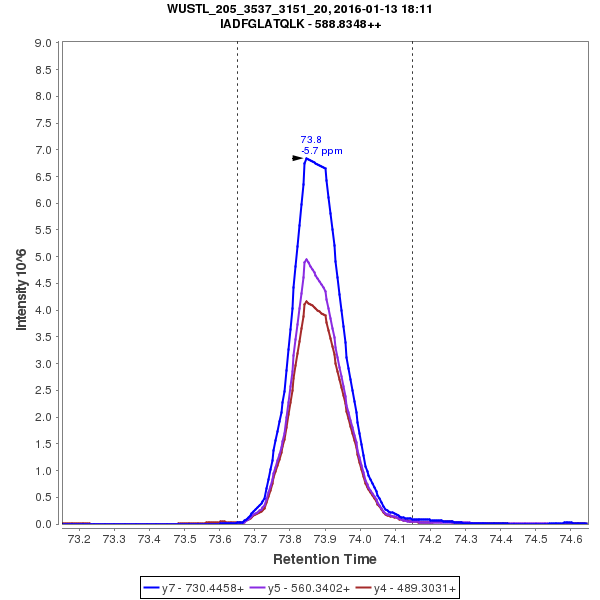 WUSTL_205_3537_3151_20, 2016-01-13 18:11
IADFGLATQLK - 588.8348++
Intensity 10^6
9.0
8.5
8.0
7.5
7.0
6.5
6.0
5.5
5.0
4.5
4.0
3.5
3.0
2.5
2.0
1.5
1.0
0.5
0.0
73.8
-5.7 ppm
73.2 73.3 73.4 73.5 73.6 73.7 73.8 73.9 74.0 74.1 74.2 74.3 74.4 74.5 74.6
Retention Time
y7 - 730.4458+ y5 - 560.3402+ y4 - 489.3031+